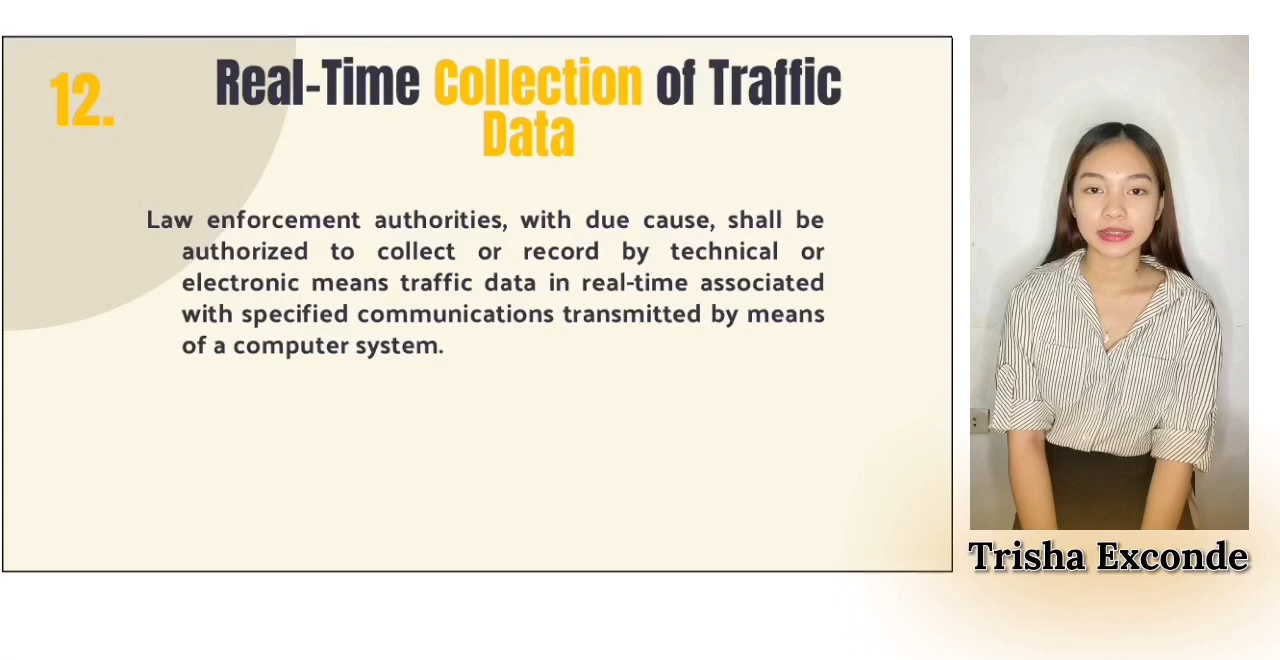 12.
Real-Time Collection of Traffic
Data
Law enforcement authorities, with due cause, shall be
authorized to collect or record by technical or
electronic means traffic data in real-time associated
with specified communications transmitted by means
of a computer system.
Trisha Exconde